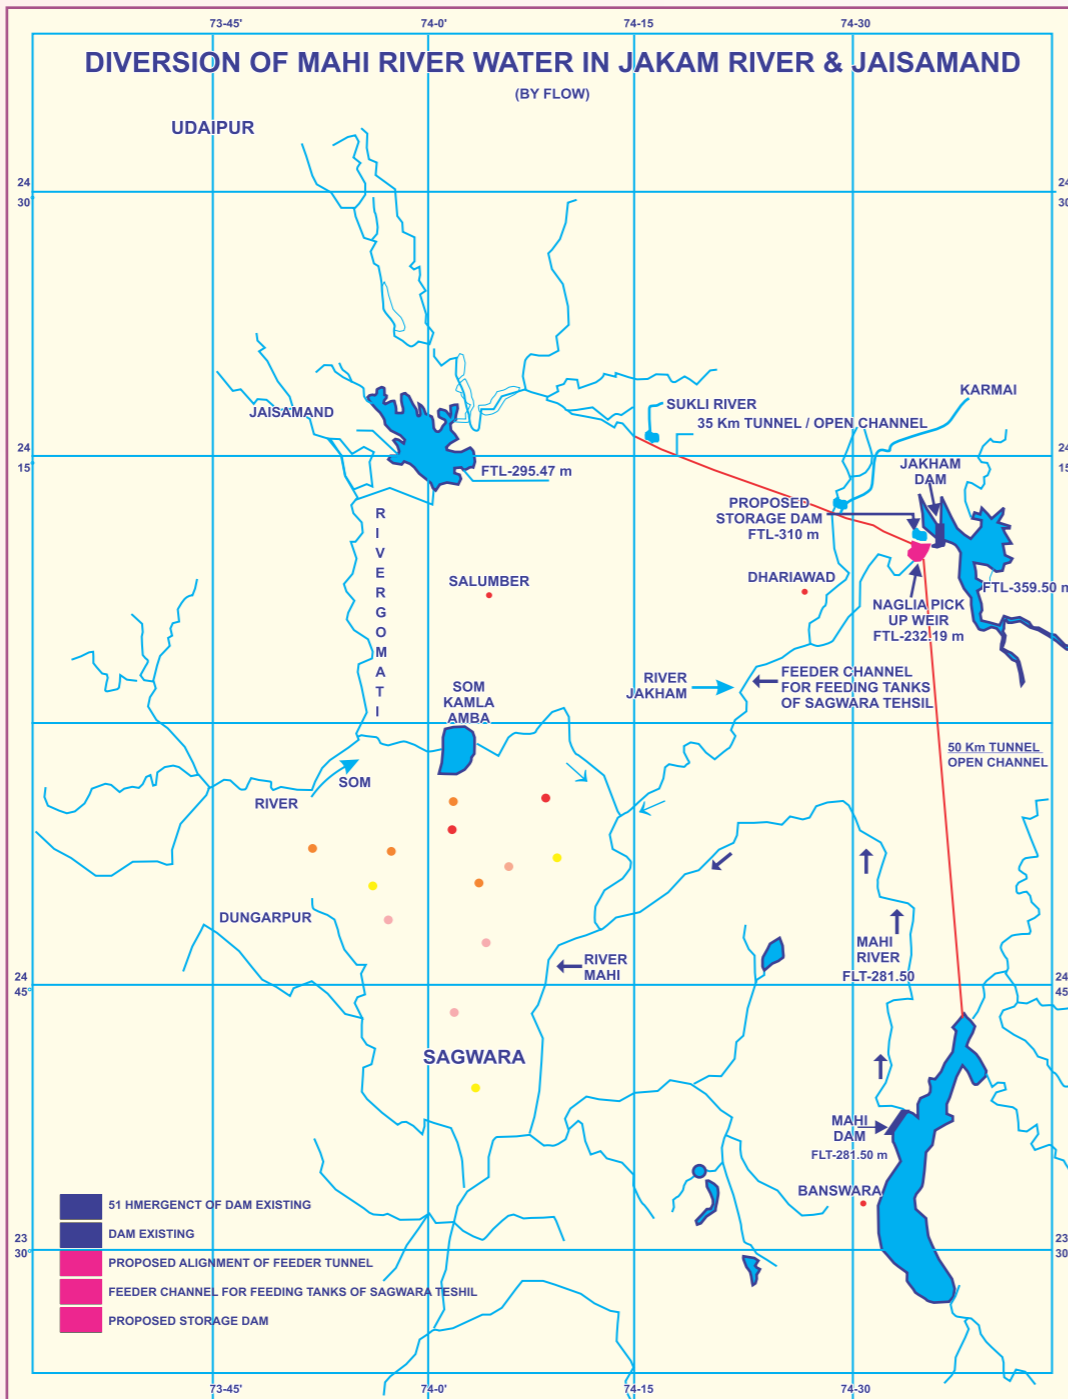 73-45' 74-0' 74-15 74-30
DIVERSION OF MAHI RIVER WATER IN JAKAM RIVER & JAISAMAND
(BY FLOW)
UDAIPUR
24 24
30° 30
KARMAI
SUKLI RIVER
JAISAMAND
35 Km TUNNEL / OPEN CHANNEL
24 24
15° 15
FTL-295.47 m
JAKHAM
DAM
PROPOSED
STORAGE DAM
FTL-310 m
RIVERGOMATI
SALUMBER
DHARIAWAD
FTL-359.50 m
NAGLIA PICK
UP WEIR
FTL-232.19 m
RIVER
JAKHAM
FEEDER CHANNEL
FOR FEEDING TANKS
OF SAGWARA TEHSIL
SOM
KAMLA
AMBA
50 Km TUNNEL
OPEN CHANNEL
SOM
RIVER
DUNGARPUR
MAHI
RIVER
FLT-281.50
RIVER
MAHI
24 24
45° 45
SAGWARA
MAHI
DAM
FLT-281.50 m
BANSWARA
51 HMERGENCT OF DAM EXISTING
DAM EXISTING
23 23
30° 30
PROPOSED ALIGNMENT OF FEEDER TUNNEL
FEEDER CHANNEL FOR FEEDING TANKS OF SAGWARA TESHIL
PROPOSED STORAGE DAM
73-45' 74-0' 74-15 74-30